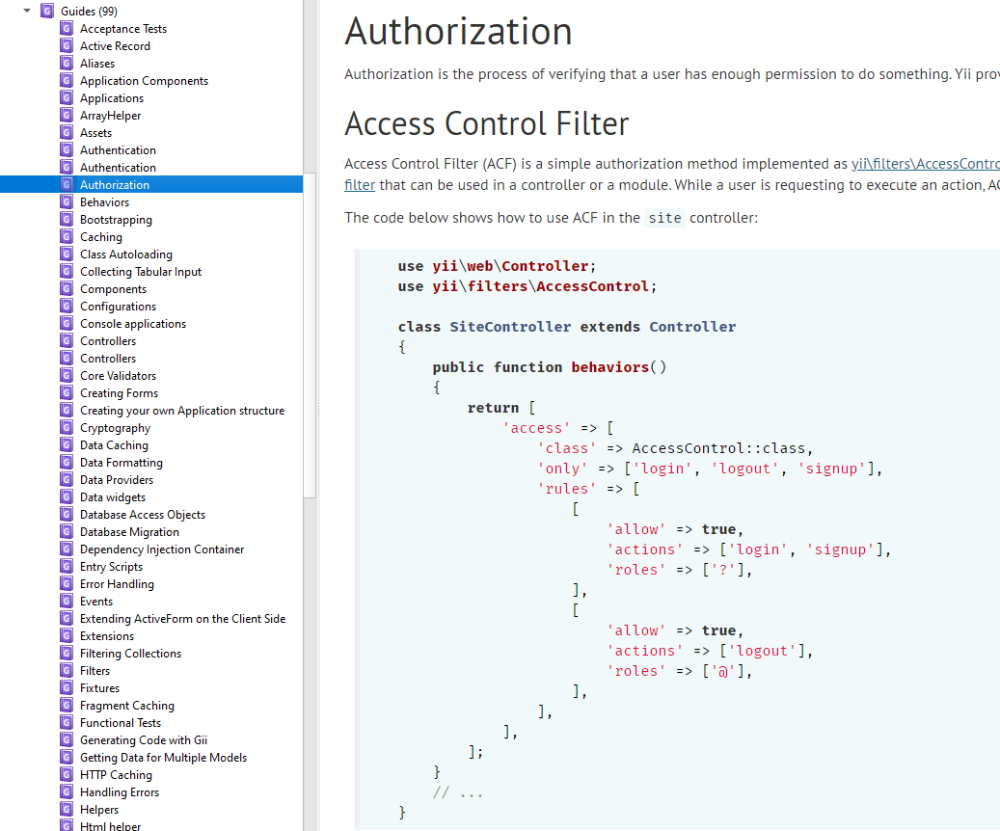 Guides (99)
Acceptance Tests
Active Record
Aliases
Application Components
Applications
ArrayHelper
Assets
Authentication
Authentication
Authorization
Behaviors
Bootstrapping
Caching
Class Autoloading
Collecting Tabular Input
Components
Configurations
Console applications
Controllers
Controllers
Core Validators
Creating Forms
Creating your own Application structure
Cryptography
Data Caching
Data Formatting
Data Providers
Data widgets
Database Access Objects
Database Migration
Dependency Injection Container
Entry Scripts
Error Handling
Events
Extending ActiveForm on the Client Side
Extensions
Filtering Collections
Filters
Fixtures
Fragment Caching
Functional Tests
Generating Code with Gii
Getting Data for Multiple Models
HTTP Caching
Handling Errors
Helpers
Html helper
Authorization
Authorization is the process of verifying that a user has enough permission to do something. Yii prov
Access Control Filter
Access Control Filter (ACF) is a simple authorization method implemented as yii\filters\AccessContro
filter that can be used in a controller or a module. While a user is requesting to execute an action, AC
The code below shows how to use ACF in the site controller:
use yii\web\Controller;
use yii\filters\AccessControl;
class SiteController extends Controller
{
    public function behaviors()
    {
        return [
            'access' => [
                'class' => AccessControl::class,
                'only' => ['login', 'logout', 'signup'],
                'rules' => [
                    [
                        'allow' => true,
                        'actions' => ['login', 'signup'],
                        'roles' => ['?'],
                    ],
                    [
                        'allow' => true,
                        'actions' => ['logout'],
                        'roles' => ['@'],
                    ],
                ],
            ],
        ];
    }
    // ...
}